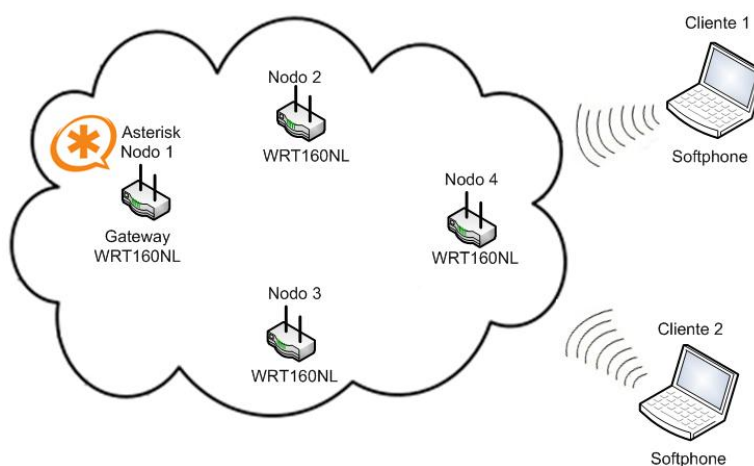 Cliente 1
Softphone
Nodo 2
WRT160NL
Asterisk
Nodo 1
Gateway
WRT160NL
Nodo 4
WRT160NL
Nodo 3
WRT160NL
Cliente 2
Softphone